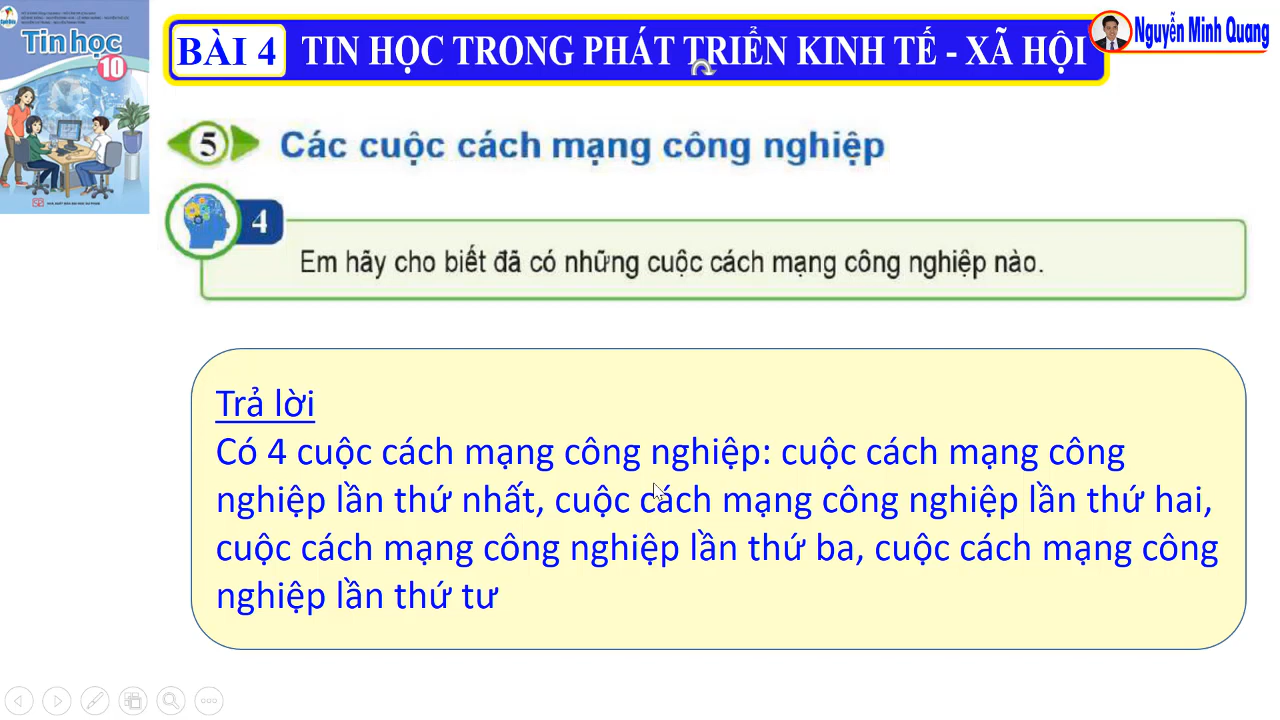 Cánh Diều
Tin học
10
BÀI 4
TIN HỌC TRONG PHÁT TRIỂN KINH TẾ - XÃ HỘI
Nguyễn Minh Quang
5
Các cuộc cách mạng công nghiệp
4
Em hãy cho biết đã có những cuộc cách mạng công nghiệp nào.
Trả lời
Có 4 cuộc cách mạng công nghiệp: cuộc cách mạng công
nghiệp lần thứ nhất, cuộc cách mạng công nghiệp lần thứ hai,
cuộc cách mạng công nghiệp lần thứ ba, cuộc cách mạng công
nghiệp lần thứ tư